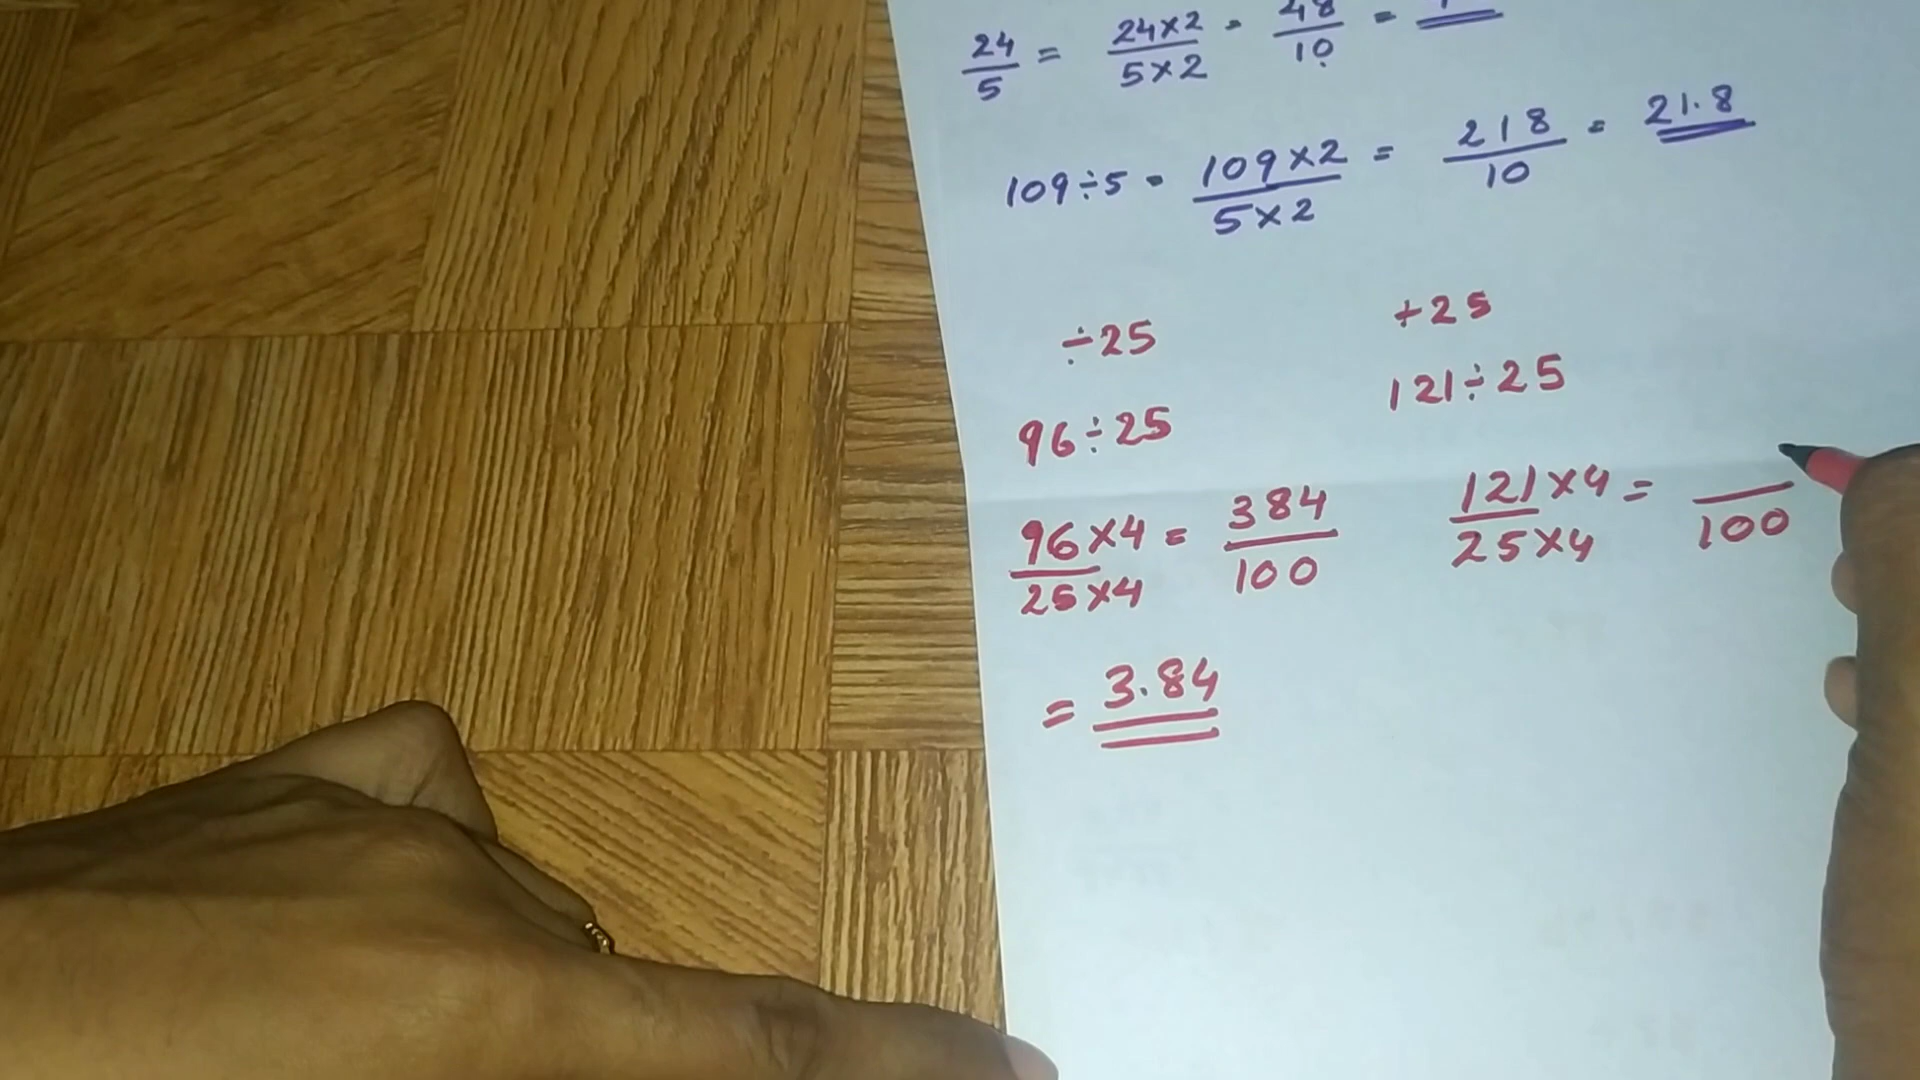 24/5 = 24×2/5×2 = 48/10 =
109÷5 = 109×2/5×2 = 218/10 = 21.8
÷25
96÷25
96×4/25×4 = 384/100
= 3.84
+25
121÷25
121×4/25×4 = /100